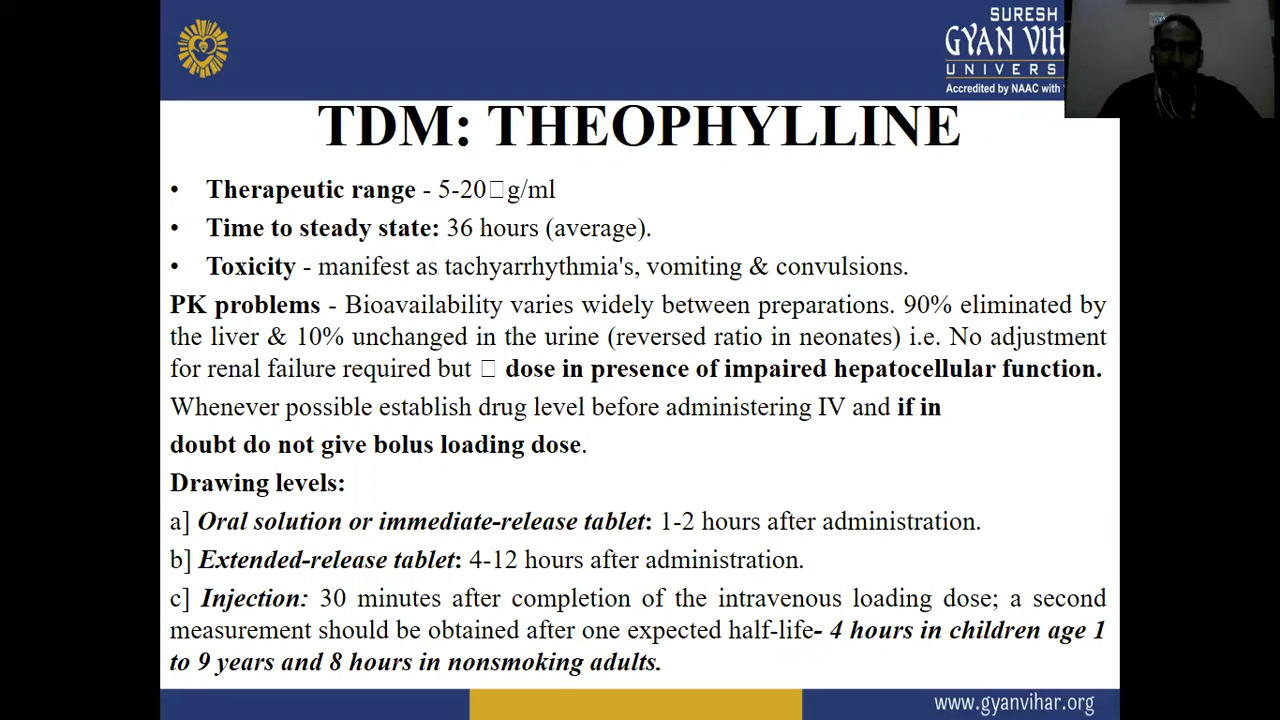 SURESH
GYAN VIH
UNIVERS
Accredited by NAAC with
TDM: THEOPHYLLINE
• Therapeutic range - 5-20□g/ml
• Time to steady state: 36 hours (average).
• Toxicity - manifest as tachyarrhythmia's, vomiting & convulsions.
PK problems - Bioavailability varies widely between preparations. 90% eliminated by
the liver & 10% unchanged in the urine (reversed ratio in neonates) i.e. No adjustment
for renal failure required but □ dose in presence of impaired hepatocellular function.
Whenever possible establish drug level before administering IV and if in
doubt do not give bolus loading dose.
Drawing levels:
a] Oral solution or immediate-release tablet: 1-2 hours after administration.
b] Extended-release tablet: 4-12 hours after administration.
c] Injection: 30 minutes after completion of the intravenous loading dose; a second
measurement should be obtained after one expected half-life- 4 hours in children age 1
to 9 years and 8 hours in nonsmoking adults.
www.gyanvihar.org